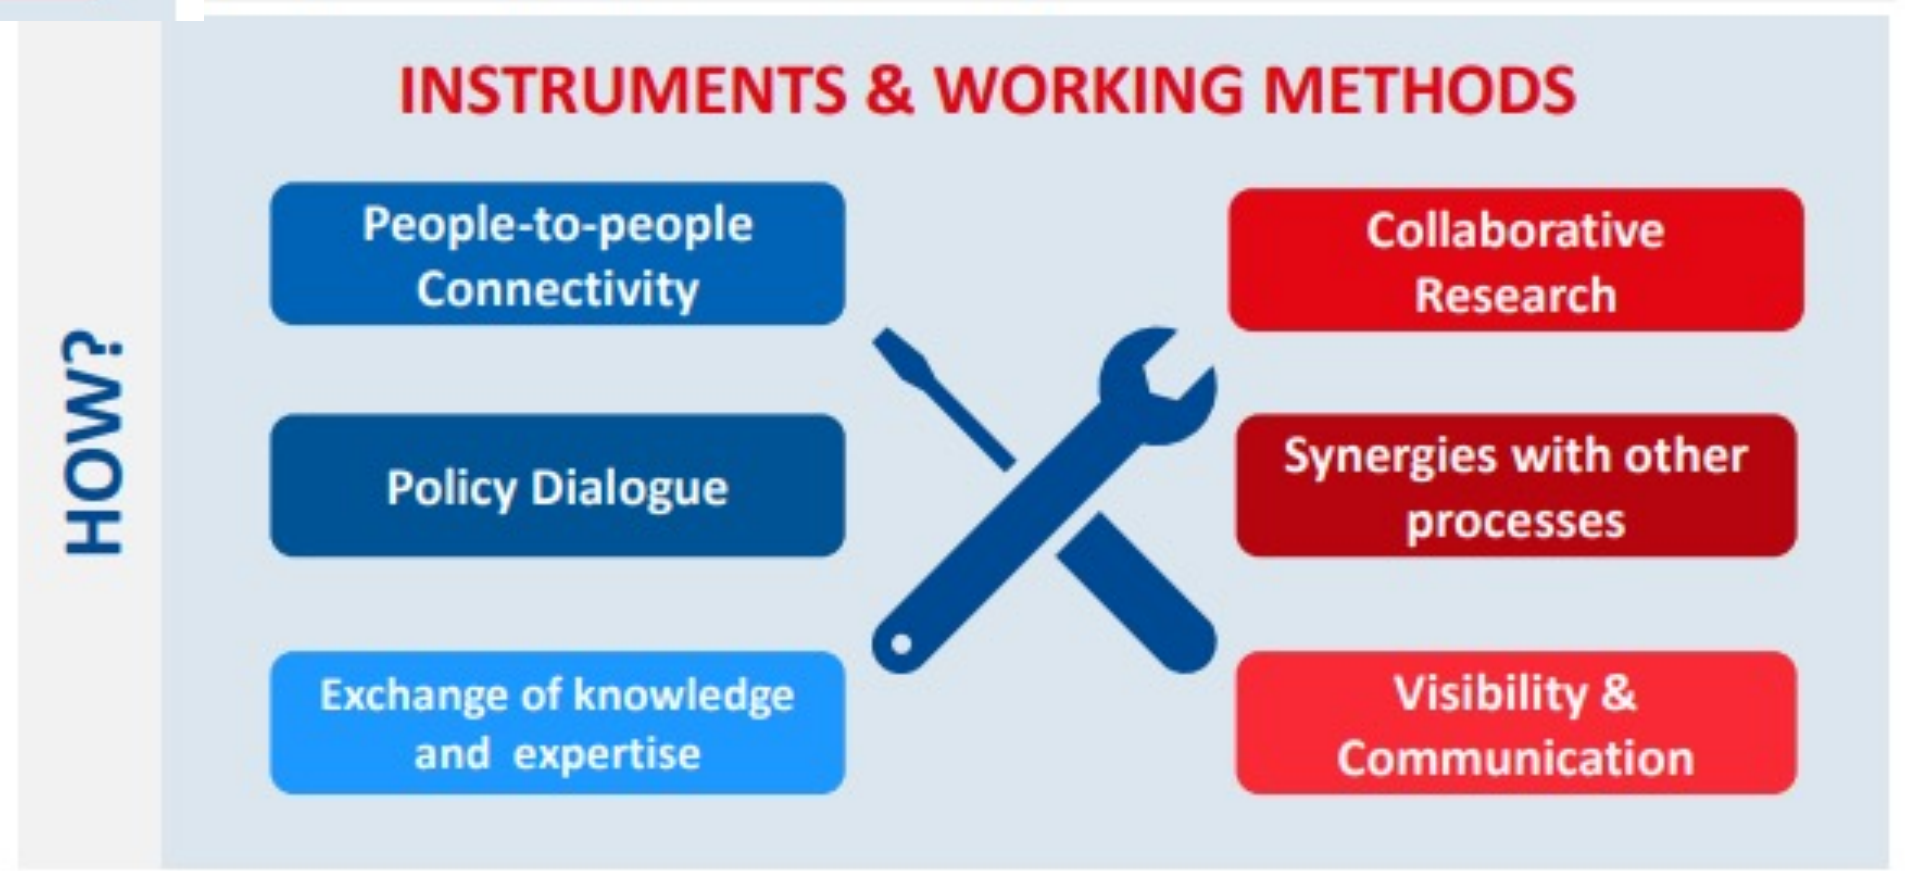 INSTRUMENTS & WORKING METHODS
HOW?
People-to-people
Connectivity
Policy Dialogue
Exchange of knowledge
and expertise
Collaborative
Research
Synergies with other
processes
Visibility &
Communication